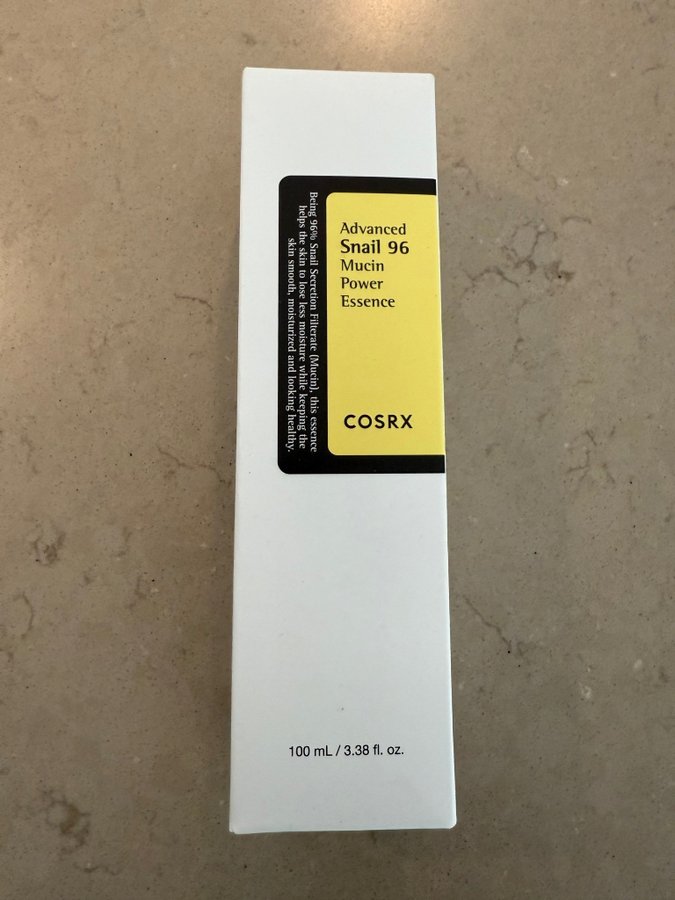 Advanced
Snail 96
Mucin
Power
Essence
COSRX
Being 96% Snail Secretion Filterate (Mucin), this essence
helps the skin to lose less moisture while keeping the
skin smooth, moisturized and looking healthy.
100 mL / 3.38 fl. oz.